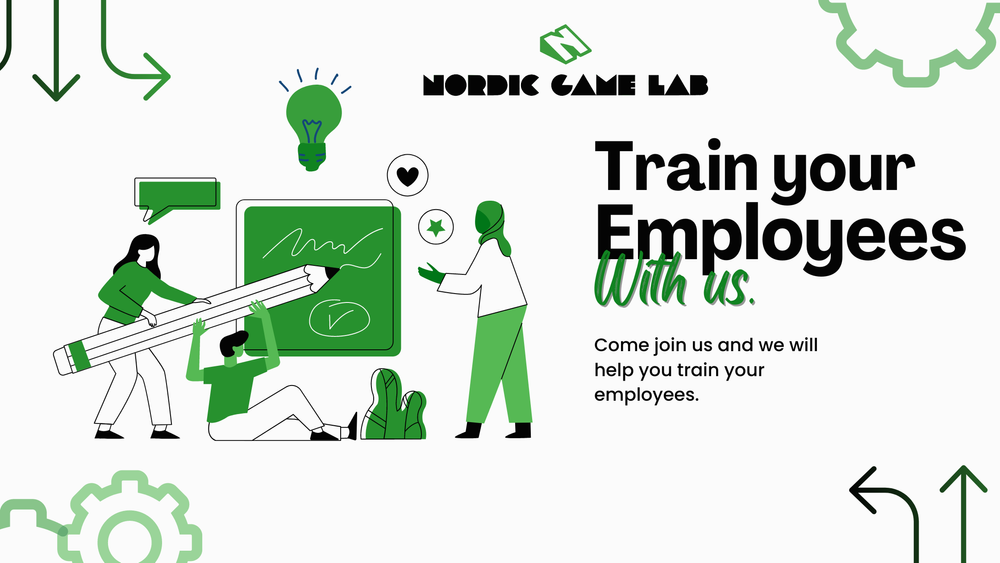 NORDIC GAME LAB
Train your
Employees
With us.
Come join us and we will
help you train your
employees.